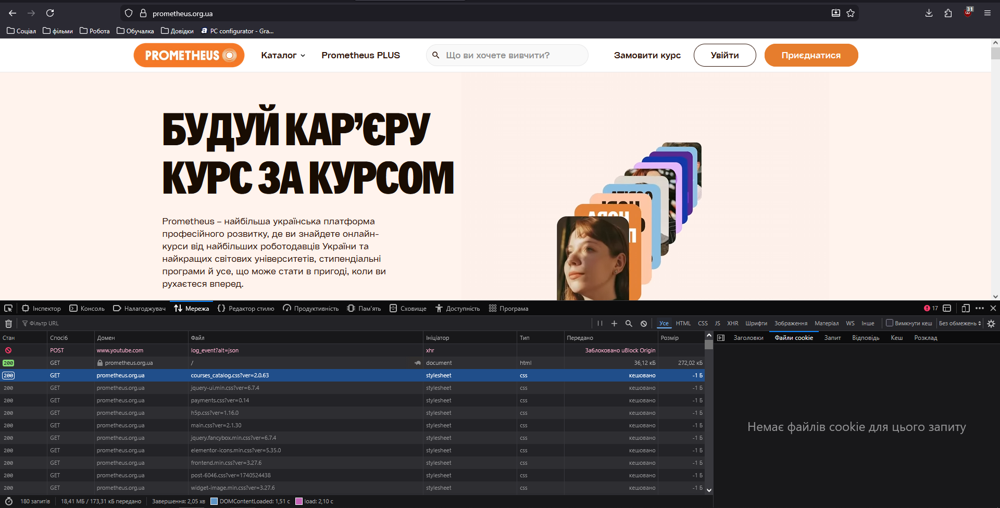 prometheus.org.ua
31
Соціал
фільми
Робота
Обучалка
Довідки
a PC configurator - Gra...
PROMETHEUS
Каталог
Prometheus PLUS
Що ви хочете вивчити?
Замовити курс
Увійти
Приєднатися
БУДУЙ КАР’ЄРУ
КУРС ЗА КУРСОМ
Prometheus – найбільша українська платформа
професійного розвитку, де ви знайдете онлайн-
курси від найбільших роботодавців України та
найкращих світових університетів, стипендіальні
програми й усе, що може стати в пригоді, коли ви
рухаєтеся вперед.
Інспектор
Консоль
Налагоджувач
Мережа
Редактор стилю
Продуктивність
Пам'ять
Сховище
Доступність
Програма
17
Фільтр URL
Усе HTML CSS JS XHR Шрифти Зображення Матеріал WS Інше
Вимкнути кеш
Без обмежень
Стан Спосіб Домен Файл Ініціатор Тип Передано Розмір
Заголовки Файли cookie Запит Відповідь Кеш Розклад
POST www.youtube.com log_event?alt=json xhr Заблоковано uBlock Origin
200 GET prometheus.org.ua / document html 36,12 кБ 272,02 кБ
200 GET prometheus.org.ua courses_catalog.css?ver=2.0.63 stylesheet css кешовано -1 Б
200 GET prometheus.org.ua jquery-ui.min.css?ver=6.7.4 stylesheet css кешовано -1 Б
200 GET prometheus.org.ua payments.css?ver=0.14 stylesheet css кешовано -1 Б
200 GET prometheus.org.ua h5p.css?ver=1.16.0 stylesheet css кешовано -1 Б
200 GET prometheus.org.ua main.css?ver=2.1.30 stylesheet css кешовано -1 Б
200 GET prometheus.org.ua jquery.fancybox.min.css?ver=6.7.4 stylesheet css кешовано -1 Б
200 GET prometheus.org.ua elementor-icons.min.css?ver=5.35.0 stylesheet css кешовано -1 Б
200 GET prometheus.org.ua frontend.min.css?ver=3.27.6 stylesheet css кешовано -1 Б
200 GET prometheus.org.ua post-6046.css?ver=1740524438 stylesheet css кешовано -1 Б
200 GET prometheus.org.ua widget-image.min.css?ver=3.27.6 stylesheet css кешовано -1 Б
Немає файлів cookie для цього запиту
180 запитів
18,41 МБ / 173,31 кБ передано
Завершення: 2,05 хв
DOMContentLoaded: 1,51 с
load: 2,10 с